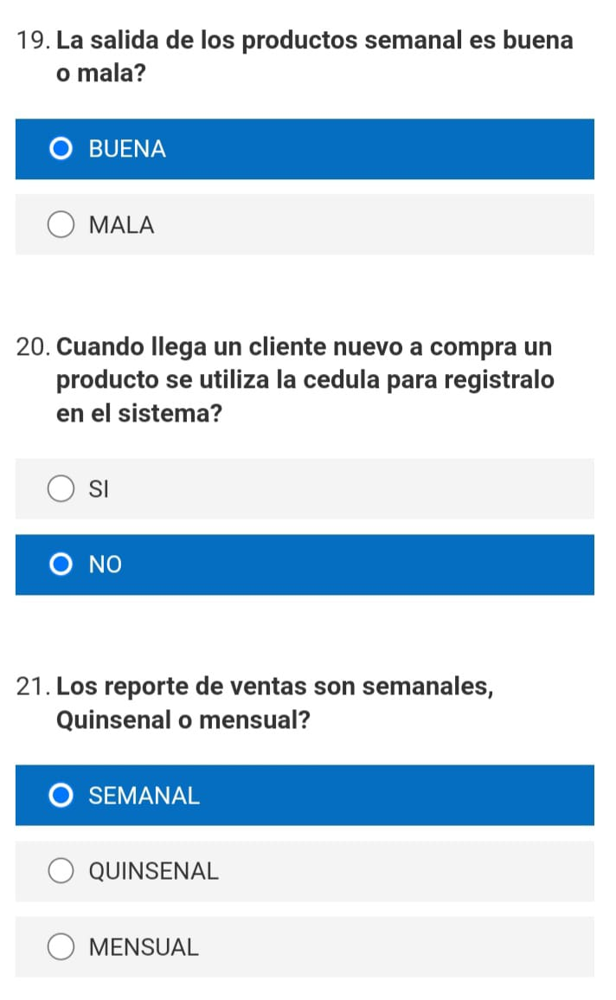 19. La salida de los productos semanal es buena
o mala?
BUENA
MALA
20. Cuando llega un cliente nuevo a compra un
producto se utiliza la cedula para registralo
en el sistema?
SI
NO
21. Los reporte de ventas son semanales,
Quinsenal o mensual?
SEMANAL
QUINSENAL
MENSUAL